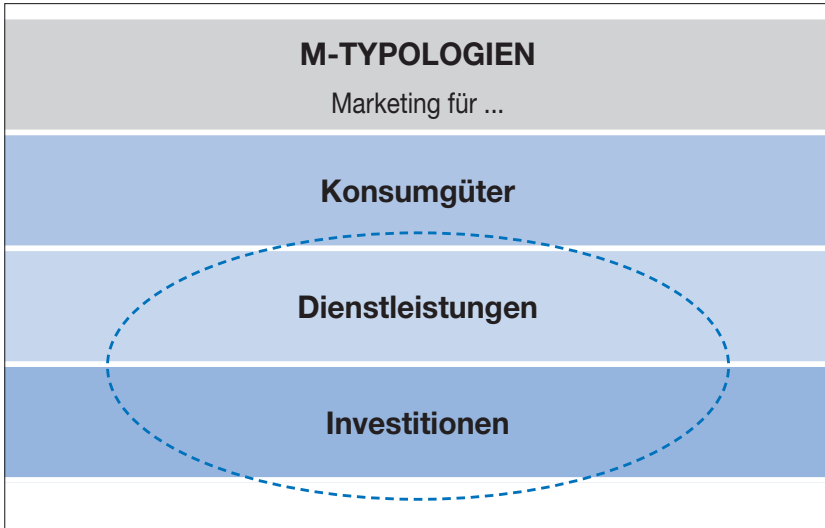 M-TYPOLOGIEN
Marketing für ...
Konsumgüter
Dienstleistungen
Investitionen